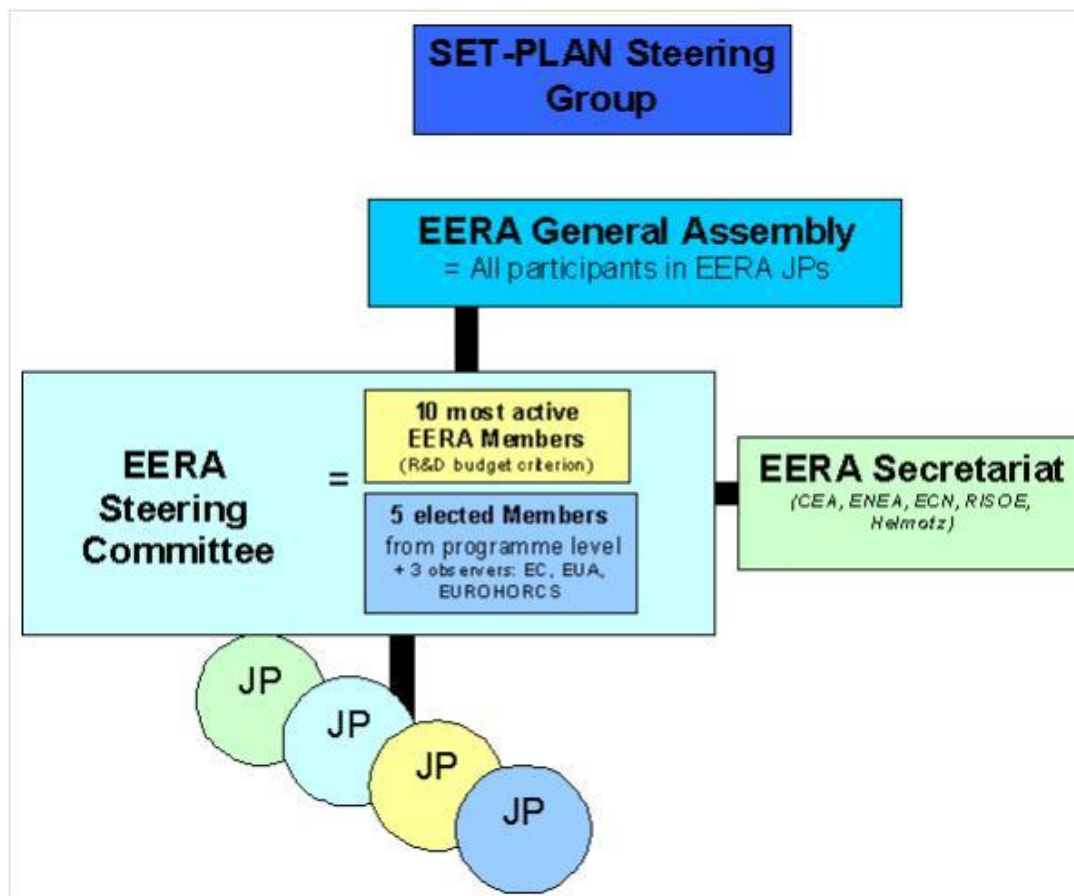 SET-PLAN Steering
Group
EERA General Assembly
= All participants in EERA JPs
EERA
Steering
Committee
=
10 most active
EERA Members
(R&D budget criterion)
5 elected Members
from programme level
+ 3 observers: EC, EUA,
EUROHORCS
EERA Secretariat
(CEA, ENEA, ECN, RISOE,
Helmotz)
JP
JP
JP
JP